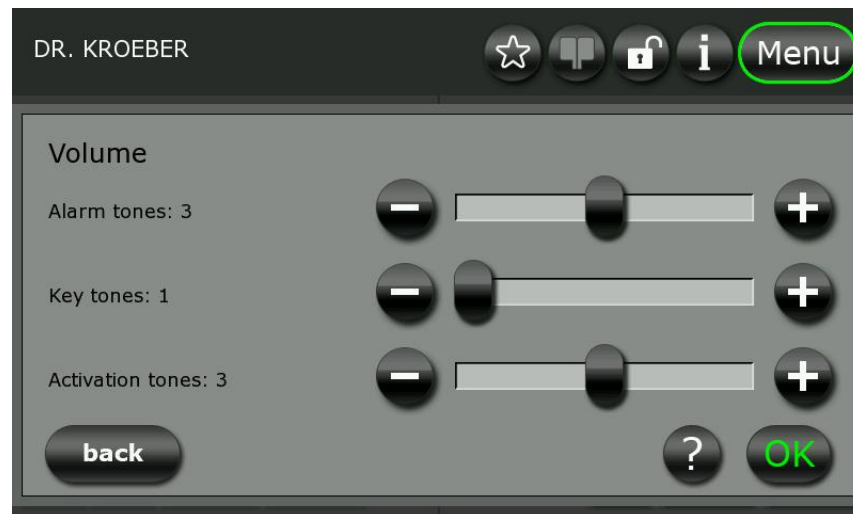 DR. KROEBER
i
Menu
Volume
Alarm tones: 3
Key tones: 1
Activation tones: 3
back
?
OK